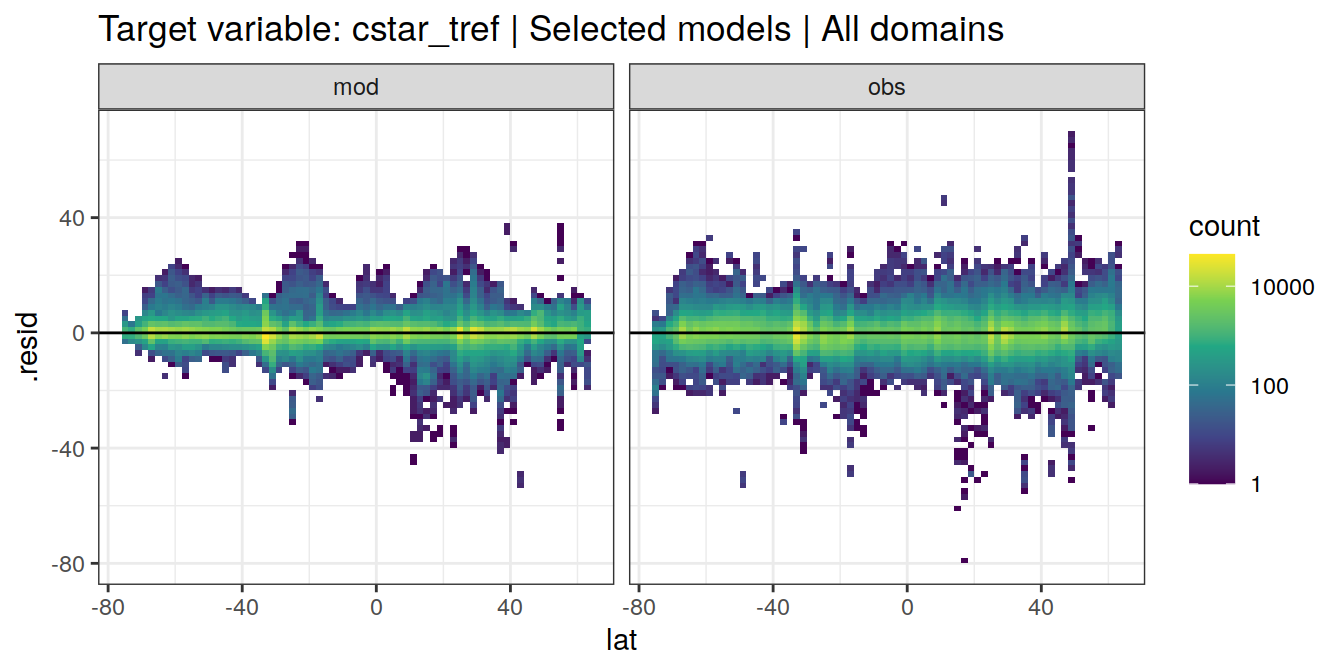 Target variable: cstar_tref | Selected models | All domains
mod
obs
.resid
40
0
-40
-80
-80
-40
0
40
-80
-40
0
40
lat
count
10000
100
1